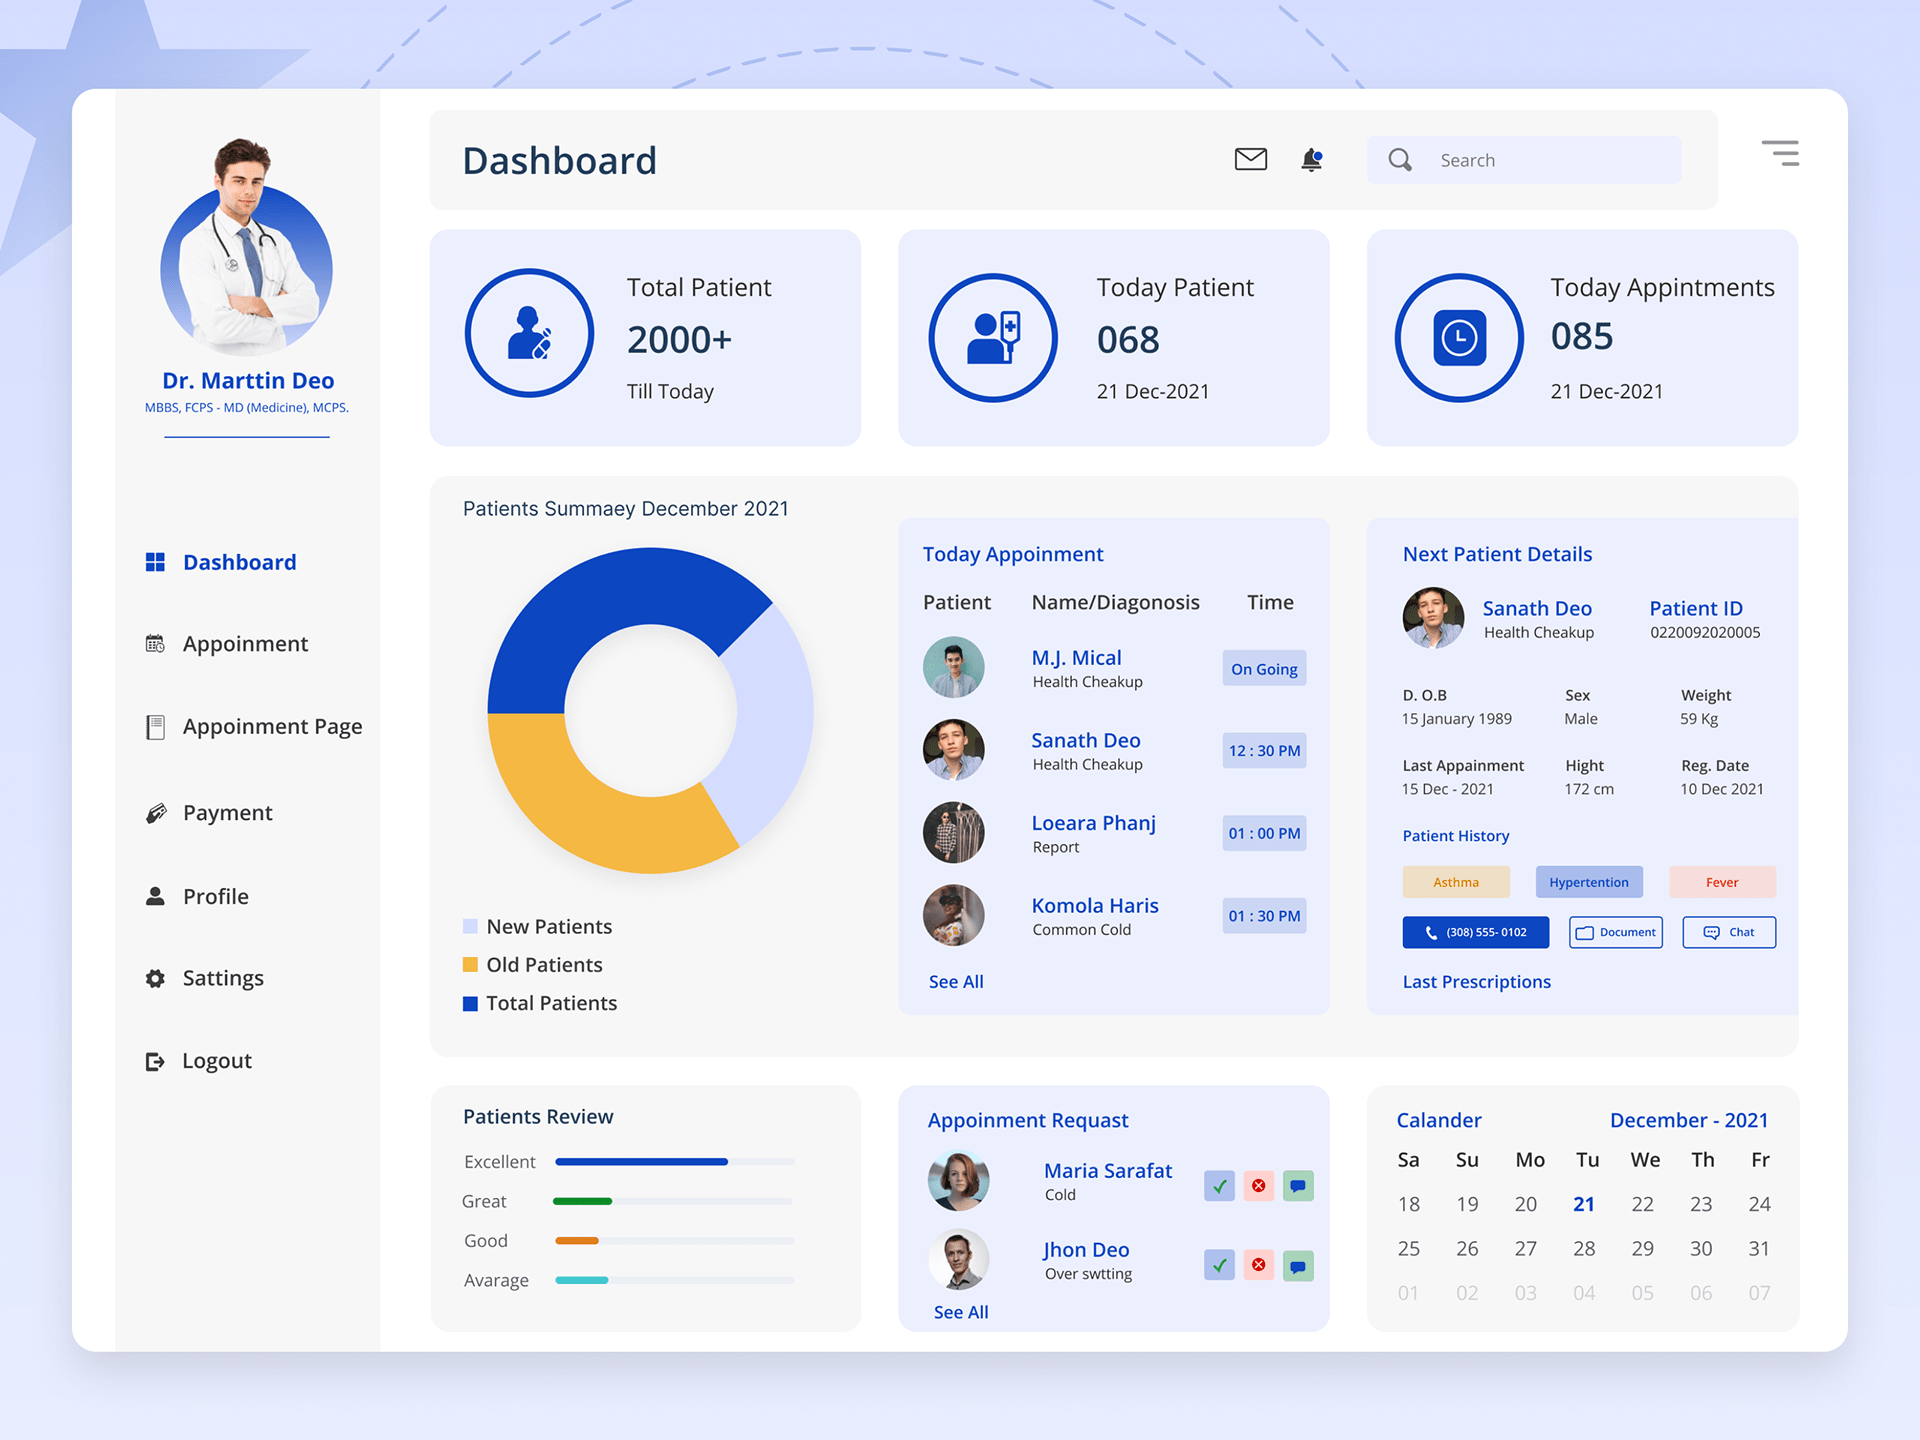 Dashboard
Search
Dr. Marttin Deo
MBBS, FCPS - MD (Medicine), MCPS.
Dashboard
Appoinment
Appoinment Page
Payment
Profile
Sattings
Logout
Total Patient
2000+
Till Today
Today Patient
068
21 Dec-2021
Today Appintments
085
21 Dec-2021
Patients Summaey December 2021
New Patients
Old Patients
Total Patients
Today Appoinment
Patient Name/Diagonosis Time
M.J. Mical
Health Cheakup
On Going
Sanath Deo
Health Cheakup
12 : 30 PM
Loeara Phanj
Report
01 : 00 PM
Komola Haris
Common Cold
01 : 30 PM
See All
Next Patient Details
Sanath Deo
Health Cheakup
Patient ID
0220092020005
D. O.B Sex Weight
15 January 1989 Male 59 Kg
Last Appainment Hight Reg. Date
15 Dec - 2021 172 cm 10 Dec 2021
Patient History
Asthma Hypertention Fever
(308) 555- 0102 Document Chat
Last Prescriptions
Patients Review
Excellent
Great
Good
Avarage
Appoinment Requast
Maria Sarafat
Cold
Jhon Deo
Over swtting
See All
Calander December - 2021
Sa Su Mo Tu We Th Fr
18 19 20 21 22 23 24
25 26 27 28 29 30 31
01 02 03 04 05 06 07